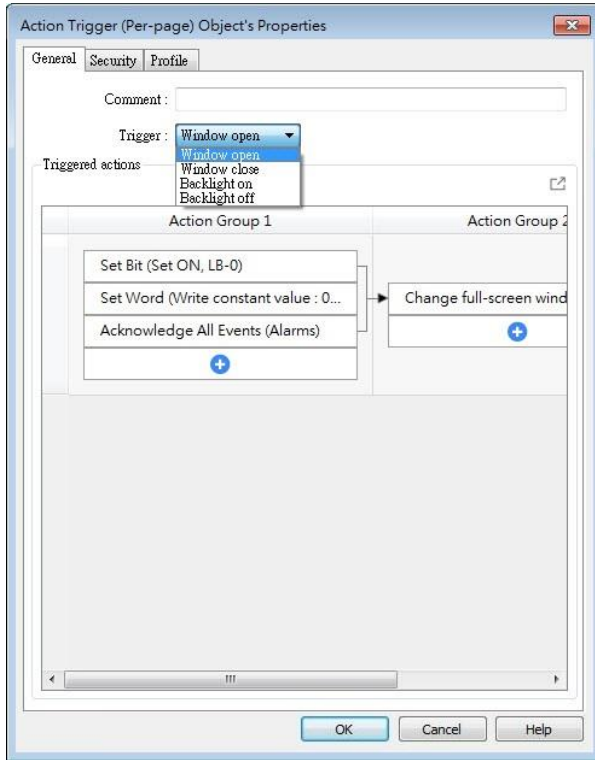 Action Trigger (Per-page) Object's Properties
General Security Profile
Comment :
Trigger : Window open
Window open
Window close
Backlight on
Backlight off
Triggered actions
Action Group 1 Action Group 2
Set Bit (Set ON, LB-0)
Set Word (Write constant value : 0...
Change full-screen wind
Acknowledge All Events (Alarms)
OK Cancel Help